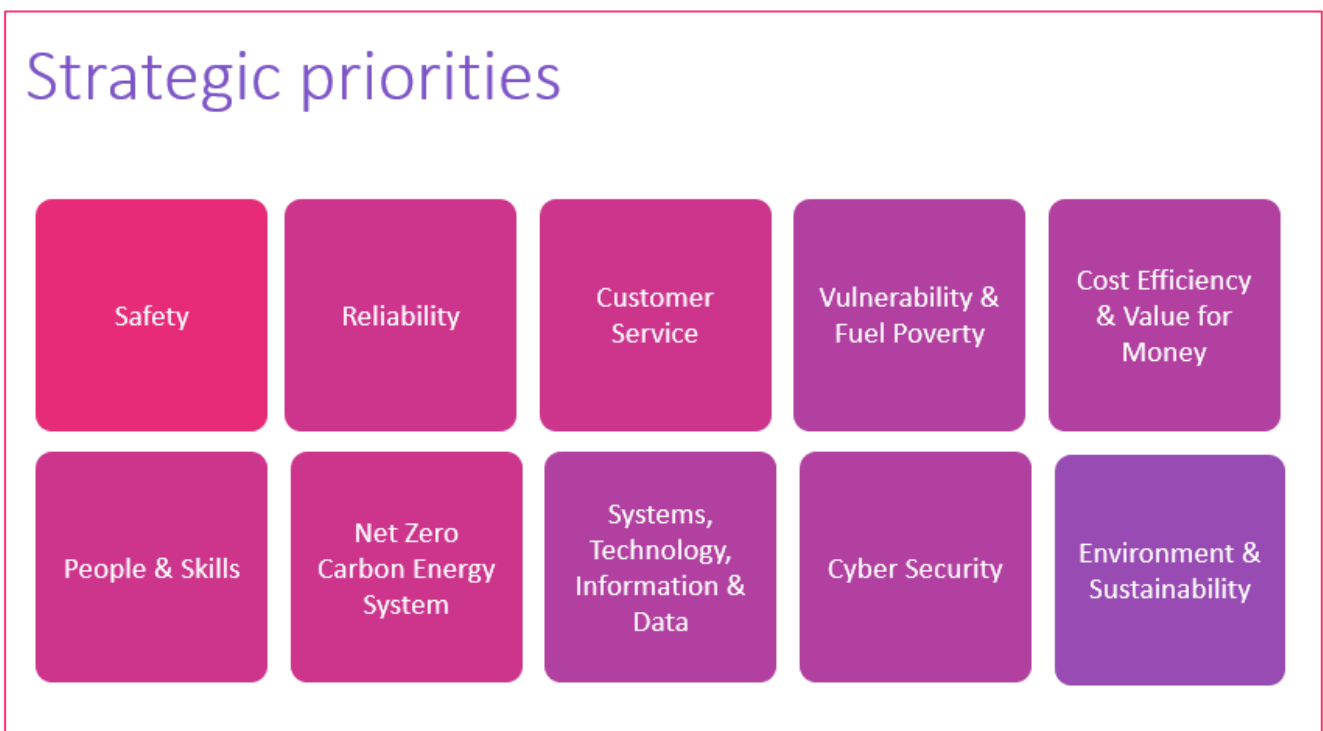 Strategic priorities
Safety
Reliability
Customer
Service
Vulnerability &
Fuel Poverty
Cost Efficiency
& Value for
Money
People & Skills
Net Zero
Carbon Energy
System
Systems,
Technology,
Information &
Data
Cyber Security
Environment &
Sustainability